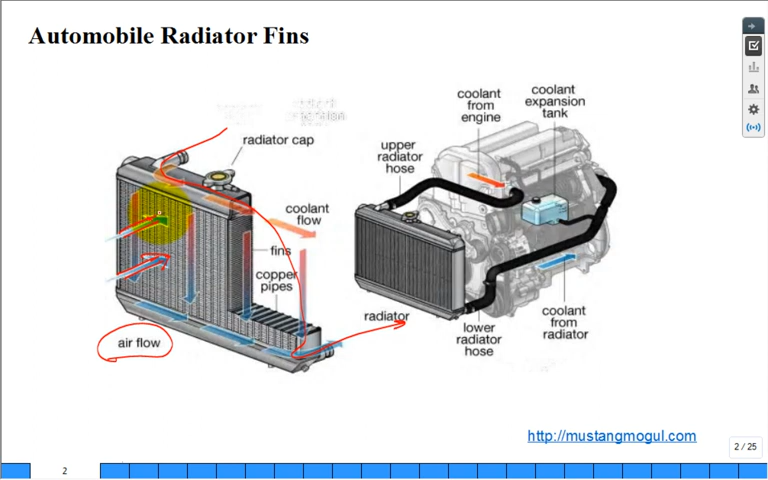 Automobile Radiator Fins
radiator cap
coolant
flow
fins
copper
pipes
air flow
coolant
from
engine
coolant
expansion
tank
upper
radiator
hose
radiator
lower
radiator
hose
coolant
from
radiator
http://mustangmogul.com
2 / 25
2